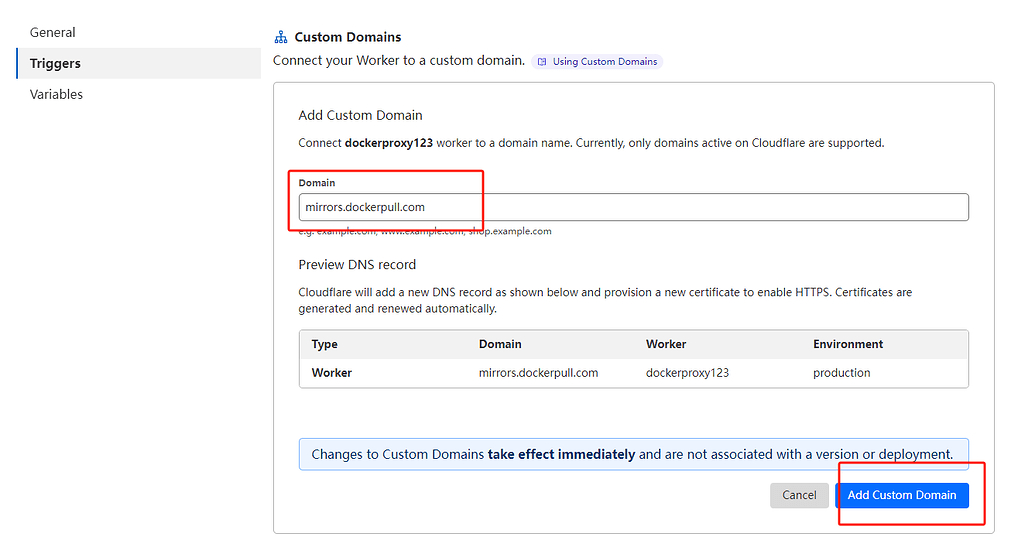 General
Triggers
Variables
Custom Domains
Connect your Worker to a custom domain. Using Custom Domains
Add Custom Domain
Connect dockerproxy123 worker to a domain name. Currently, only domains active on Cloudflare are supported.
Domain
mirrors.dockerpull.com
e.g. example.com, www.example.com, shop.example.com
Preview DNS record
Cloudflare will add a new DNS record as shown below and provision a new certificate to enable HTTPS. Certificates are
generated and renewed automatically.
Type Domain Worker Environment
Worker mirrors.dockerpull.com dockerproxy123 production
Changes to Custom Domains take effect immediately and are not associated with a version or deployment.
Cancel Add Custom Domain